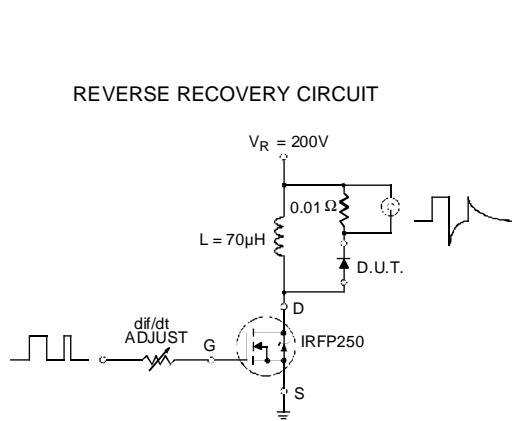 REVERSE RECOVERY CIRCUIT
VR = 200V
0.01 Ω
L = 70μH
D.U.T.
D
dif/dt
ADJUST
G
IRFP250
S